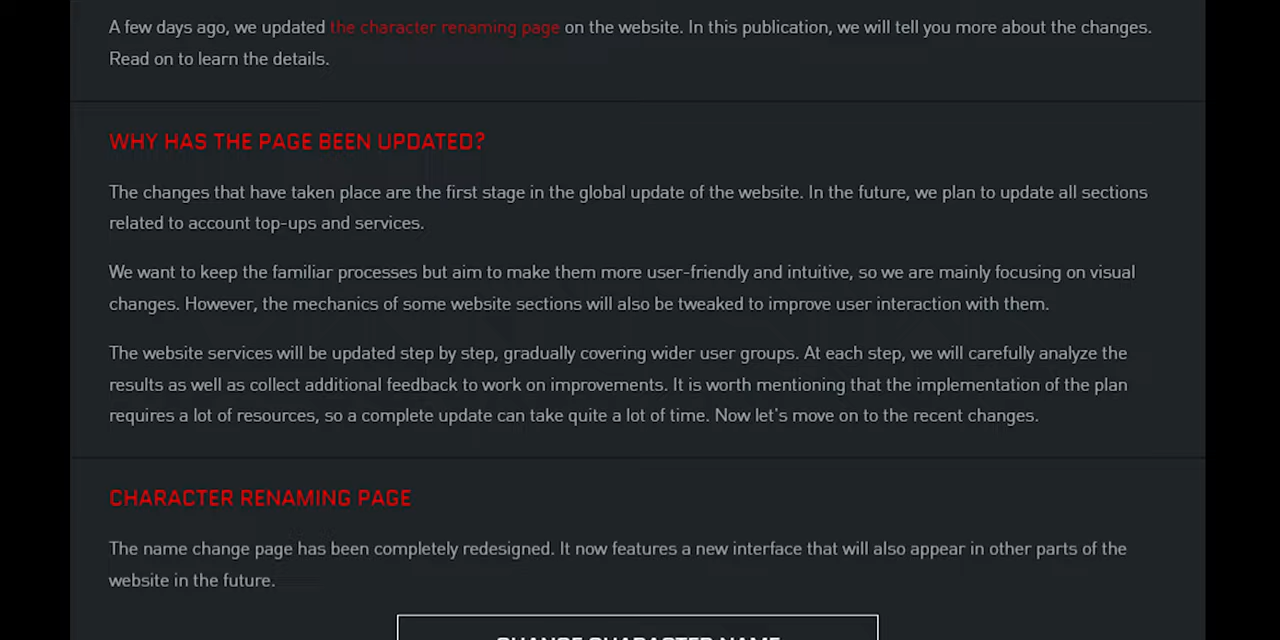 A few days ago, we updated the character renaming page on the website. In this publication, we will tell you more about the changes.
Read on to learn the details.
WHY HAS THE PAGE BEEN UPDATED?
The changes that have taken place are the first stage in the global update of the website. In the future, we plan to update all sections
related to account top-ups and services.
We want to keep the familiar processes but aim to make them more user-friendly and intuitive, so we are mainly focusing on visual
changes. However, the mechanics of some website sections will also be tweaked to improve user interaction with them.
The website services will be updated step by step, gradually covering wider user groups. At each step, we will carefully analyze the
results as well as collect additional feedback to work on improvements. It is worth mentioning that the implementation of the plan
requires a lot of resources, so a complete update can take quite a lot of time. Now let's move on to the recent changes.
CHARACTER RENAMING PAGE
The name change page has been completely redesigned. It now features a new interface that will also appear in other parts of the
website in the future.
CHANGE CHARACTER NAME